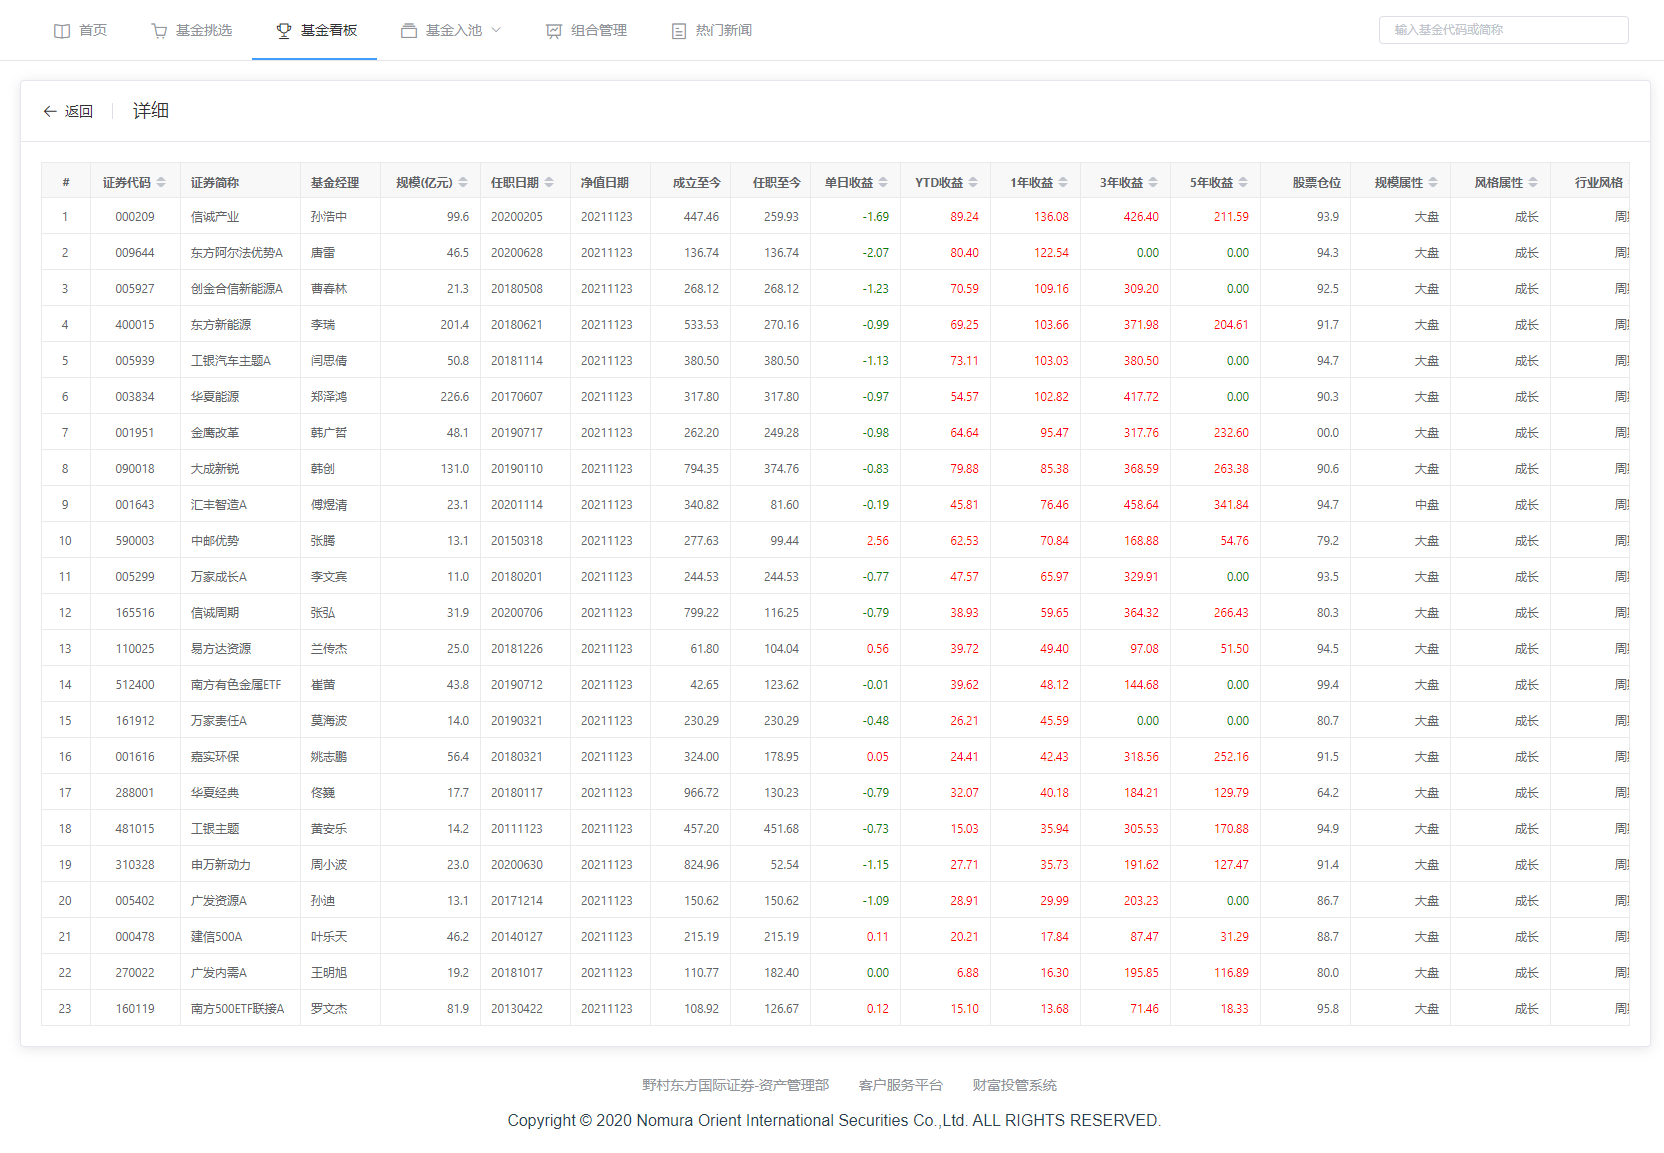 首页 基金挑选 基金看板 基金入池 组合管理 热门新闻 输入基金代码或简称
返回 详细
# 证券代码 证券简称 基金经理 规模(亿元) 任职日期 净值日期 成立至今 任职至今 单日收益 YTD收益 1年收益 3年收益 5年收益 股票仓位 规模属性 风格属性 行业风格
1 000209 信诚产业 孙浩中 99.6 20200205 20211123 447.46 259.93 -1.69 89.24 136.08 426.40 211.59 93.9 大盘 成长 周
2 009644 东方阿尔法优势A 唐雷 46.5 20200628 20211123 136.74 136.74 -2.07 80.40 122.54 0.00 0.00 94.3 大盘 成长 周
3 005927 创金合信新能源A 曹春林 21.3 20180508 20211123 268.12 268.12 -1.23 70.59 109.16 309.20 0.00 92.5 大盘 成长 周
4 400015 东方新能源 李瑞 201.4 20180621 20211123 533.53 270.16 -0.99 69.25 103.66 371.98 204.61 91.7 大盘 成长 周
5 005939 工银汽车主题A 闫思倩 50.8 20181114 20211123 380.50 380.50 -1.13 73.11 103.03 380.50 0.00 94.7 大盘 成长 周
6 003834 华夏能源 郑泽鸿 226.6 20170607 20211123 317.80 317.80 -0.97 54.57 102.82 417.72 0.00 90.3 大盘 成长 周
7 001951 金鹰改革 韩广哲 48.1 20190717 20211123 262.20 249.28 -0.98 64.64 95.47 317.76 232.60 00.0 大盘 成长 周
8 090018 大成新锐 韩创 131.0 20190110 20211123 794.35 374.76 -0.83 79.88 85.38 368.59 263.38 90.6 大盘 成长 周
9 001643 汇丰智造A 傅煜清 23.1 20201114 20211123 340.82 81.60 -0.19 45.81 76.46 458.64 341.84 94.7 中盘 成长 周
10 590003 中邮优势 张腾 13.1 20150318 20211123 277.63 99.44 2.56 62.53 70.84 168.88 54.76 79.2 大盘 成长 周
11 005299 万家成长A 李文宾 11.0 20180201 20211123 244.53 244.53 -0.77 47.57 65.97 329.91 0.00 93.5 大盘 成长 周
12 165516 信诚周期 张弘 31.9 20200706 20211123 799.22 116.25 -0.79 38.93 59.65 364.32 266.43 80.3 大盘 成长 周
13 110025 易方达资源 兰传杰 25.0 20181226 20211123 61.80 104.04 0.56 39.72 49.40 97.08 51.50 94.5 大盘 成长 周
14 512400 南方有色金属ETF 崔蕾 43.8 20190712 20211123 42.65 123.62 -0.01 39.62 48.12 144.68 0.00 99.4 大盘 成长 周
15 161912 万家责任A 莫海波 14.0 20190321 20211123 230.29 230.29 -0.48 26.21 45.59 0.00 0.00 80.7 大盘 成长 周
16 001616 嘉实环保 姚志鹏 56.4 20180321 20211123 324.00 178.95 0.05 24.41 42.43 318.56 252.16 91.5 大盘 成长 周
17 288001 华夏经典 佟巍 17.7 20180117 20211123 966.72 130.23 -0.79 32.07 40.18 184.21 129.79 64.2 大盘 成长 周
18 481015 工银主题 黄安乐 14.2 20111123 20211123 457.20 451.68 -0.73 15.03 35.94 305.53 170.88 94.9 大盘 成长 周
19 310328 申万新动力 周小波 23.0 20200630 20211123 824.96 52.54 -1.15 27.71 35.73 191.62 127.47 91.4 大盘 成长 周
20 005402 广发资源A 孙迪 13.1 20171214 20211123 150.62 150.62 -1.09 28.91 29.99 203.23 0.00 86.7 大盘 成长 周
21 000478 建信500A 叶乐天 46.2 20140127 20211123 215.19 215.19 0.11 20.21 17.84 87.47 31.29 88.7 大盘 成长 周
22 270022 广发内需A 王明旭 19.2 20181017 20211123 110.77 182.40 0.00 6.88 16.30 195.85 116.89 80.0 大盘 成长 周
23 160119 南方500ETF联接A 罗文杰 81.9 20130422 20211123 108.92 126.67 0.12 15.10 13.68 71.46 18.33 95.8 大盘 成长 周
野村东方国际证券-资产管理部 客户服务平台 财富投管系统
Copyright © 2020 Nomura Orient International Securities Co.,Ltd. ALL RIGHTS RESERVED.